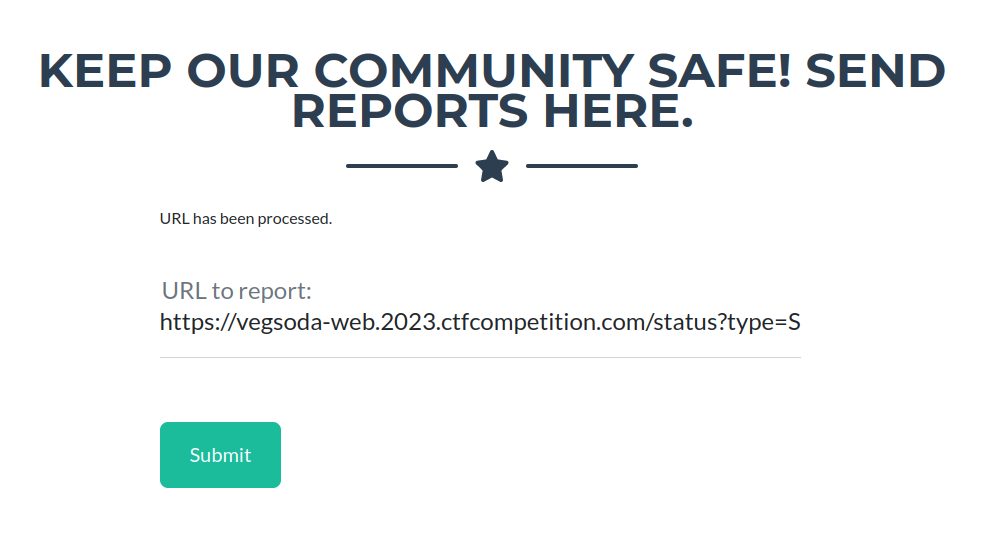 KEEP OUR COMMUNITY SAFE! SEND
REPORTS HERE.
URL has been processed.
URL to report:
https://vegsoda-web.2023.ctfcompetition.com/status?type=S
Submit